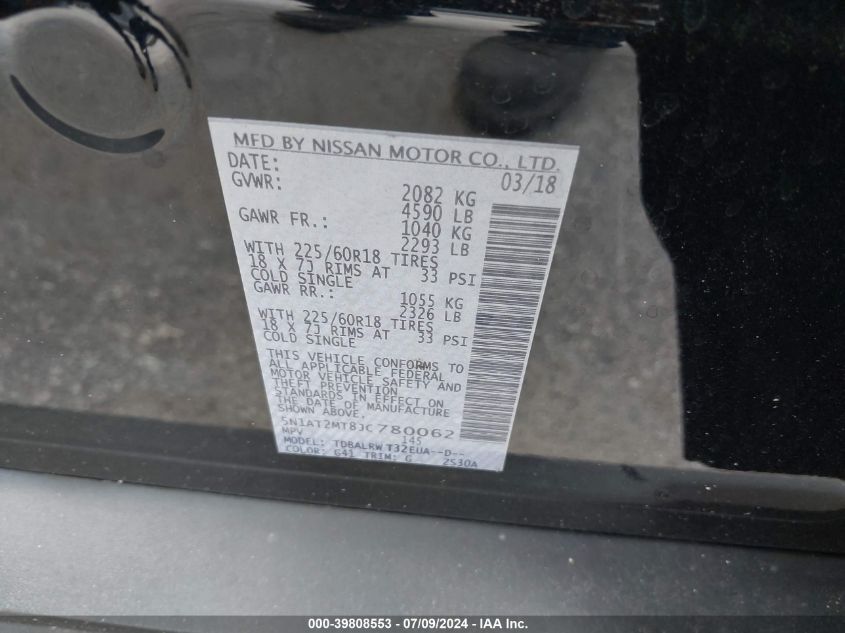 MFD BY NISSAN MOTOR CO., LTD.
DATE: 03/18
GVWR: 2082 KG
4590 LB
GAWR FR.: 1040 KG
2293 LB
WITH 225/60R18 TIRES
18 X 7J RIMS AT 33 PSI
COLD SINGLE
GAWR RR.: 1055 KG
2326 LB
WITH 225/60R18 TIRES
18 X 7J RIMS AT 33 PSI
COLD SINGLE
THIS VEHICLE CONFORMS TO
ALL APPLICABLE FEDERAL
MOTOR VEHICLE SAFETY AND
THEFT PREVENTION
STANDARDS IN EFFECT ON
THE DATE OF MANUFACTURE
SHOWN ABOVE.
5N1AT2MT8JC780062
MPV 145
MODEL: TDBALRW T32EUA--D--
COLOR: G41 TRIM: G 2S30A
000-39808553 - 07/09/2024 - IAA Inc.